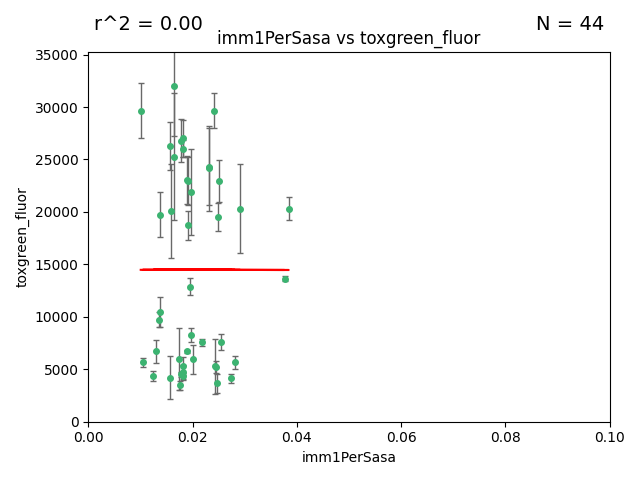 r^2 = 0.00
N = 44
imm1PerSasa vs toxgreen_fluor
toxgreen_fluor
35000
30000
25000
20000
15000
10000
5000
0
0.00
0.02
0.04
0.06
0.08
0.10
imm1PerSasa